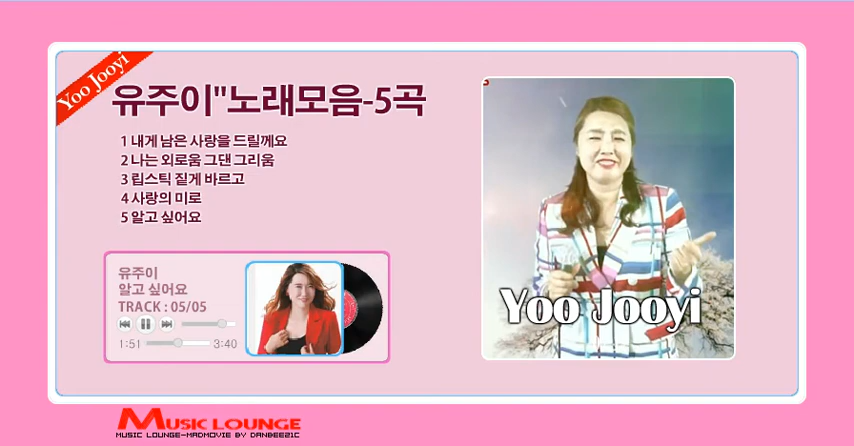 Yoo Jooyi
유주이"노래모음-5곡
1 내게 남은 사랑을 드릴께요
2 나는 외로움 그댄 그리움
3 립스틱 짙게 바르고
4 사랑의 미로
5 알고 싶어요
유주이
알고 싶어요
TRACK : 05/05
1:51 3:40
Yoo Jooyi
MUSIC LOUNGE
MUSIC LOUNGE-MADMOVIE BY DANBEE21C